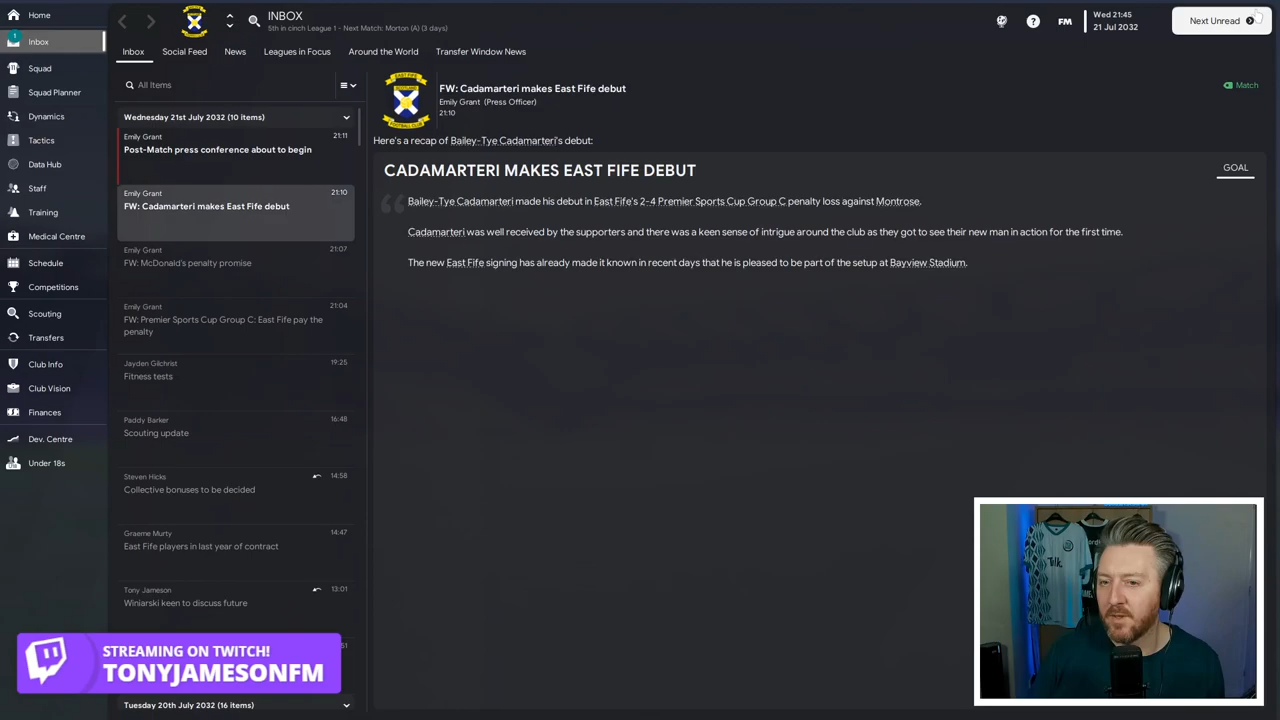 Home
1
Inbox
Squad
Squad Planner
Dynamics
Tactics
Data Hub
Staff
Training
Medical Centre
Schedule
Competitions
Scouting
Transfers
Club Info
Club Vision
Finances
Dev. Centre
Under 18s
INBOX
5th in cinch League 1 - Next Match: Morton (A) (3 days)
FM
Wed 21:45
21 Jul 2032
Next Unread
Inbox
Social Feed
News
Leagues in Focus
Around the World
Transfer Window News
All Items
Wednesday 21st July 2032 (10 items)
Emily Grant
21:11
Post-Match press conference about to begin
Emily Grant
21:10
FW: Cadamarteri makes East Fife debut
Emily Grant
21:07
FW: McDonald's penalty promise
Emily Grant
21:04
FW: Premier Sports Cup Group C: East Fife pay the
penalty
Jayden Gilchrist
19:25
Fitness tests
Paddy Barker
16:48
Scouting update
Steven Hicks
14:58
Collective bonuses to be decided
Graeme Murty
14:47
East Fife players in last year of contract
Tony Jameson
13:01
Winiarski keen to discuss future
51
Tuesday 20th July 2032 (16 items)
EAST FIFE
SCOTLAND
FOOTBALL CLUB
FW: Cadamarteri makes East Fife debut
Emily Grant (Press Officer)
21:10
Match
Here's a recap of Bailey-Tye Cadamarteri's debut:
CADAMARTERI MAKES EAST FIFE DEBUT
GOAL
Bailey-Tye Cadamarteri made his debut in East Fife's 2-4 Premier Sports Cup Group C penalty loss against Montrose.
Cadamarteri was well received by the supporters and there was a keen sense of intrigue around the club as they got to see their new man in action for the first time.
The new East Fife signing has already made it known in recent days that he is pleased to be part of the setup at Bayview Stadium.
Talk.
STREAMING ON TWITCH!
TONYJAMESONFM